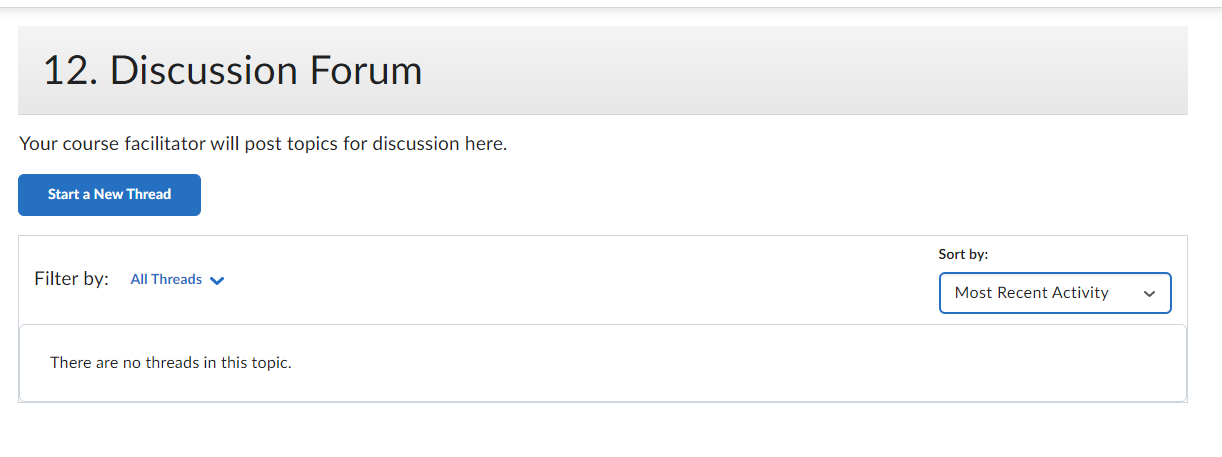 12. Discussion Forum
Your course facilitator will post topics for discussion here.
Start a New Thread
Filter by: All Threads
Sort by:
Most Recent Activity
There are no threads in this topic.